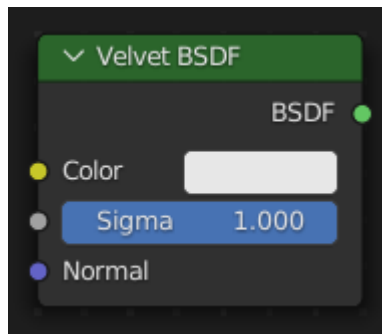 Velvet BSDF
BSDF
Color
Sigma 1.000
Normal